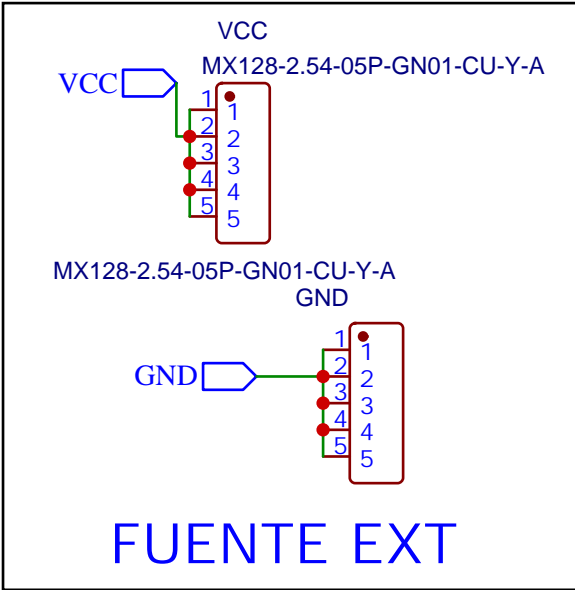 VCC
MX128-2.54-05P-GN01-CU-Y-A
VCC
1 1
2 2
3 3
4 4
5 5
MX128-2.54-05P-GN01-CU-Y-A
GND
1 1
GND 2 2
3 3
4 4
5 5
FUENTE EXT